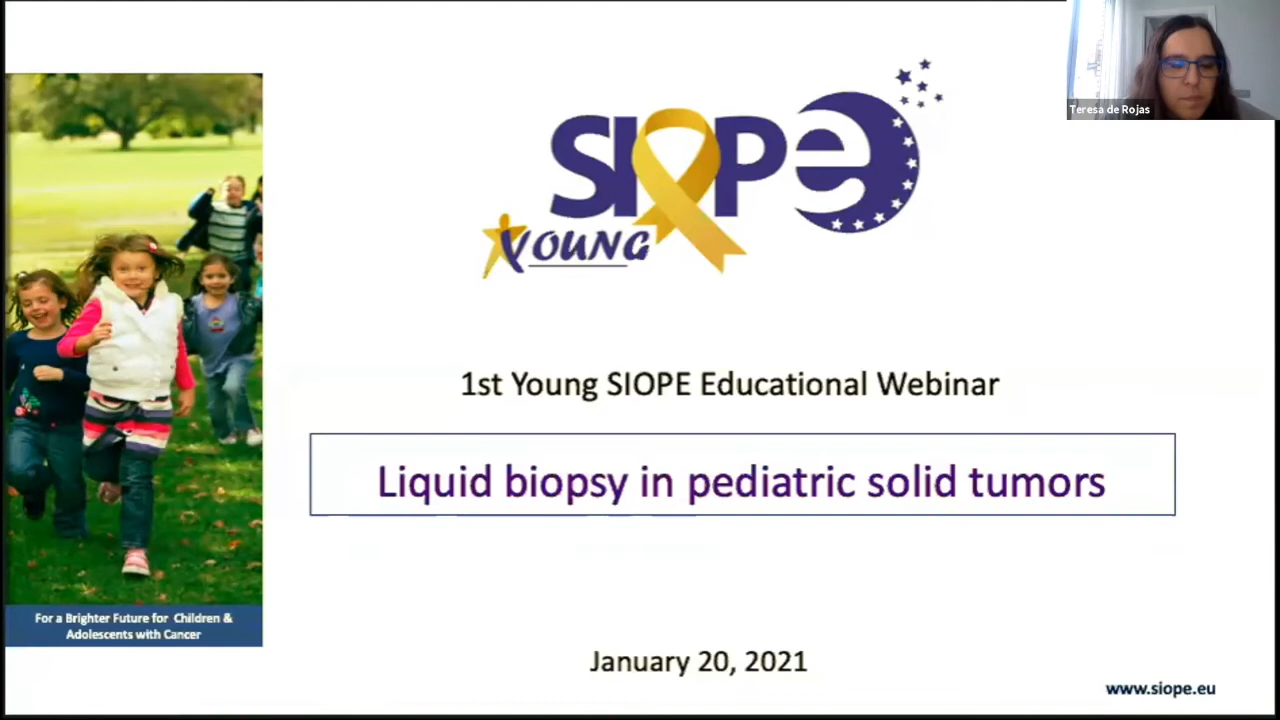 Teresa de Rojas
SIOPe
YOUNG
1st Young SIOPE Educational Webinar
Liquid biopsy in pediatric solid tumors
For a Brighter Future for Children &
Adolescents with Cancer
January 20, 2021
www.siope.eu